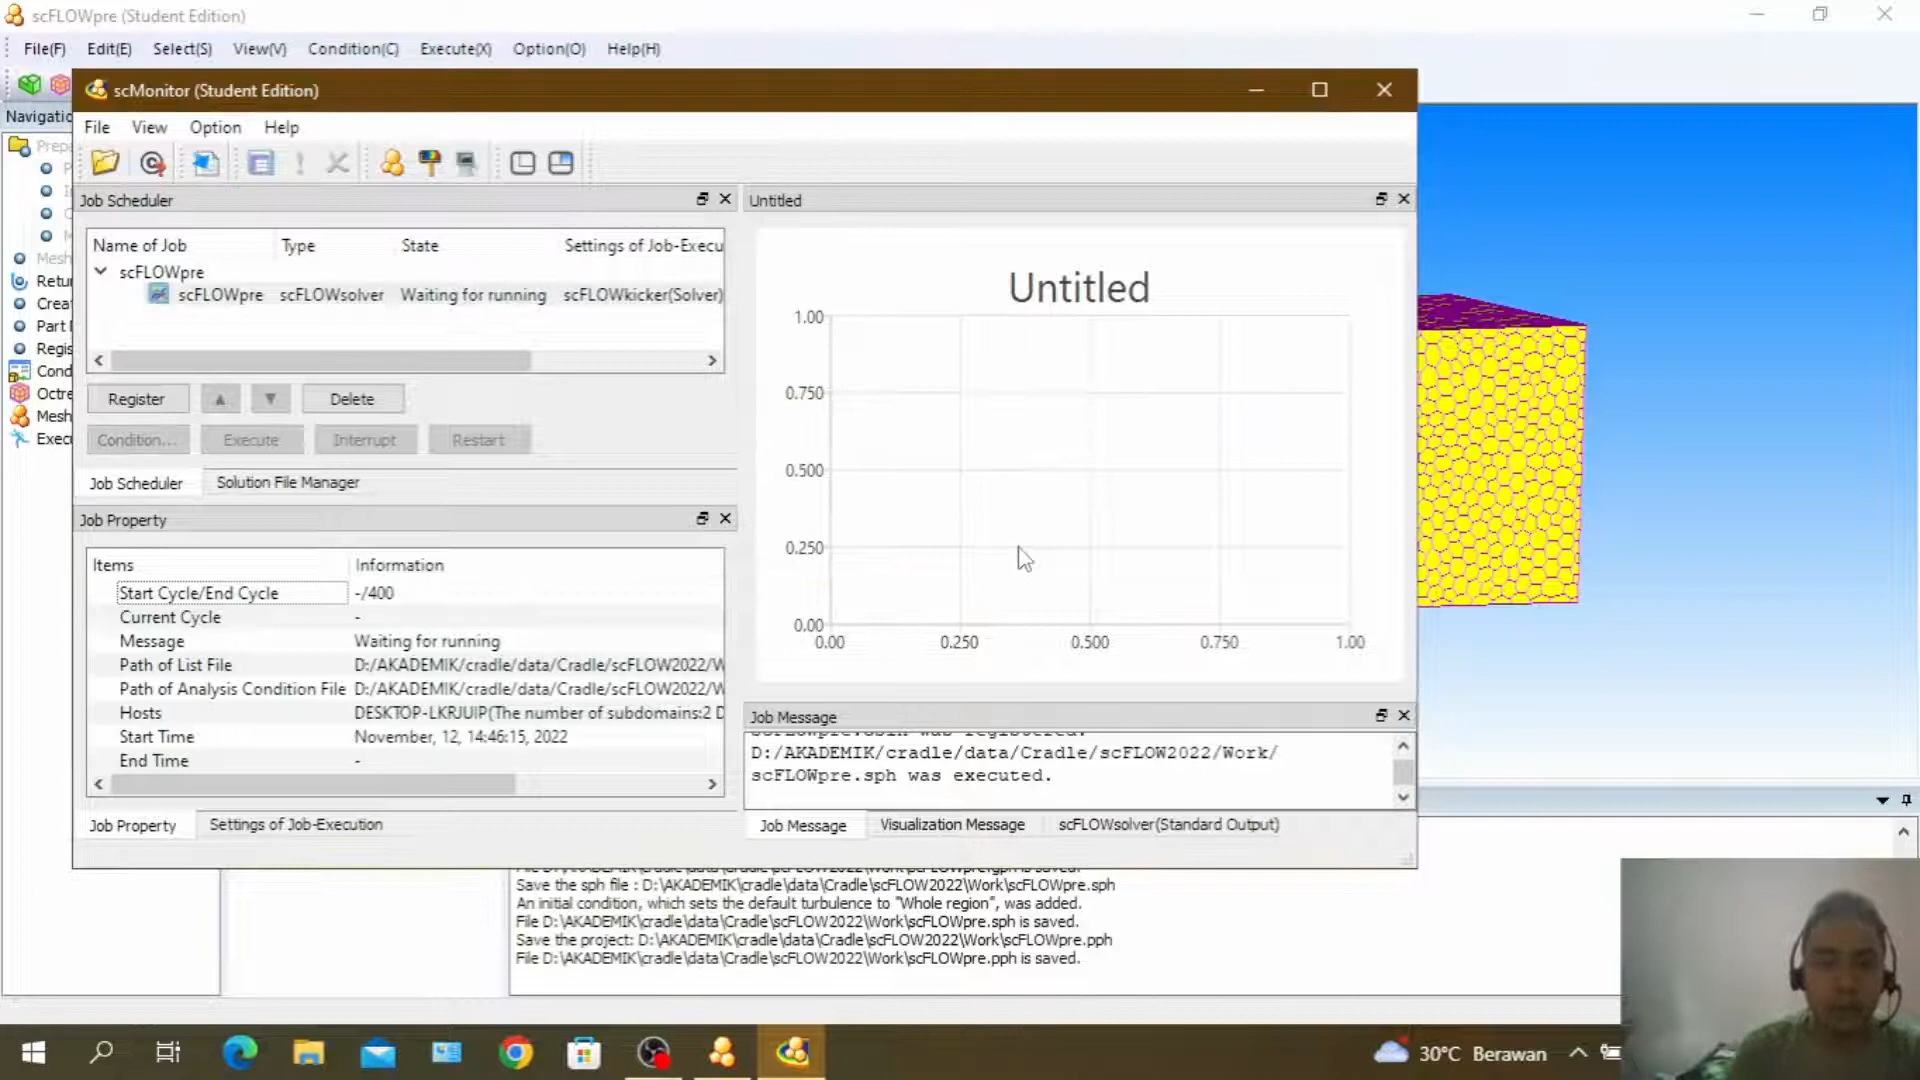 scFLOWpre (Student Edition)
File(F) Edit(E) Select(S) View(V) Condition(C) Execute(X) Option(O) Help(H)
scMonitor (Student Edition)
File View Option Help
Job Scheduler
Name of Job Type State Settings of Job-Execu
scFLOWpre
scFLOWpre scFLOWsolver Waiting for running scFLOWkicker(Solver)
Register ▲ ▼ Delete
Condition... Execute Interrupt Restart
Job Scheduler Solution File Manager
Job Property
Items Information
Start Cycle/End Cycle -/400
Current Cycle -
Message Waiting for running
Path of List File D:/AKADEMIK/cradle/data/Cradle/scFLOW2022/W
Path of Analysis Condition File D:/AKADEMIK/cradle/data/Cradle/scFLOW2022/W
Hosts DESKTOP-LKRJUIP(The number of subdomains:2 D
Start Time November, 12, 14:46:15, 2022
End Time -
Job Property Settings of Job-Execution
Untitled
Untitled
1.00
0.750
0.500
0.250
0.00
0.00 0.250 0.500 0.750 1.00
Job Message
D:/AKADEMIK/cradle/data/Cradle/scFLOW2022/Work/
scFLOWpre.sph was executed.
Job Message Visualization Message scFLOWsolver(Standard Output)
Navigatio
Prep
Mesh
Retur
Creat
Part
Regis
Cond
Octre
Mesh
Execu
Save the sph file : D:\AKADEMIK\cradle\data\Cradle\scFLOW2022\Work\scFLOWpre.sph
An initial condition, which sets the default turbulence to "Whole region", was added.
File D:\AKADEMIK\cradle\data\Cradle\scFLOW2022\Work\scFLOWpre.sph is saved.
Save the project: D:\AKADEMIK\cradle\data\Cradle\scFLOW2022\Work\scFLOWpre.pph
File D:\AKADEMIK\cradle\data\Cradle\scFLOW2022\Work\scFLOWpre.pph is saved.
30°C Berawan